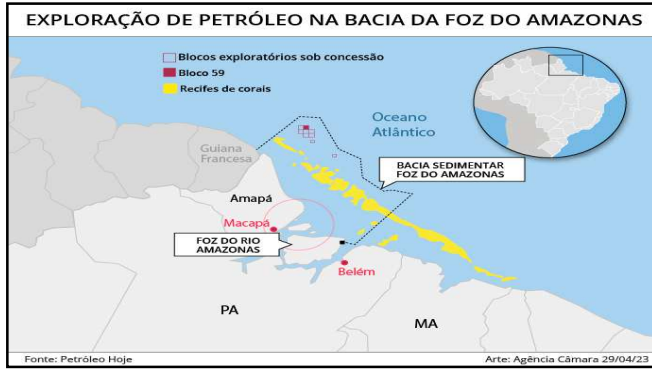 EXPLORAÇÃO DE PETRÓLEO NA BACIA DA FOZ DO AMAZONAS
Blocos exploratórios sob concessão
Bloco 59
Recifes de corais
Oceano
Atlântico
Guiana
Francesa
BACIA SEDIMENTAR
FOZ DO AMAZONAS
Amapá
Macapá
FOZ DO RIO
AMAZONAS
Belém
PA
MA
Fonte: Petróleo Hoje
Arte: Agência Câmara 29/04/23